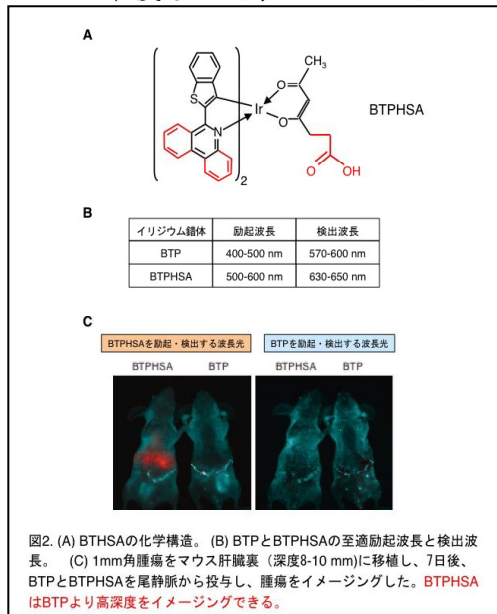 A
CH₃
S
N
Ir
O
O
O
OH
2
BTPHSA
B
イリジウム錯体 励起波長 検出波長
BTP 400-500 nm 570-600 nm
BTPHSA 500-600 nm 630-650 nm
C
BTPHSAを励起・検出する波長光 BTPを励起・検出する波長光
BTPHSA BTP BTPHSA BTP
図2. (A) BTHSAの化学構造。 (B) BTPとBTPHSAの至適励起波長と検出波
長。 (C) 1mm角腫瘍をマウス肝臓裏(深度8-10 mm)に移植し、7日後、
BTPとBTPHSAを尾静脈から投与し、腫瘍をイメージングした。BTPHSA
はBTPより高深度をイメージングできる。